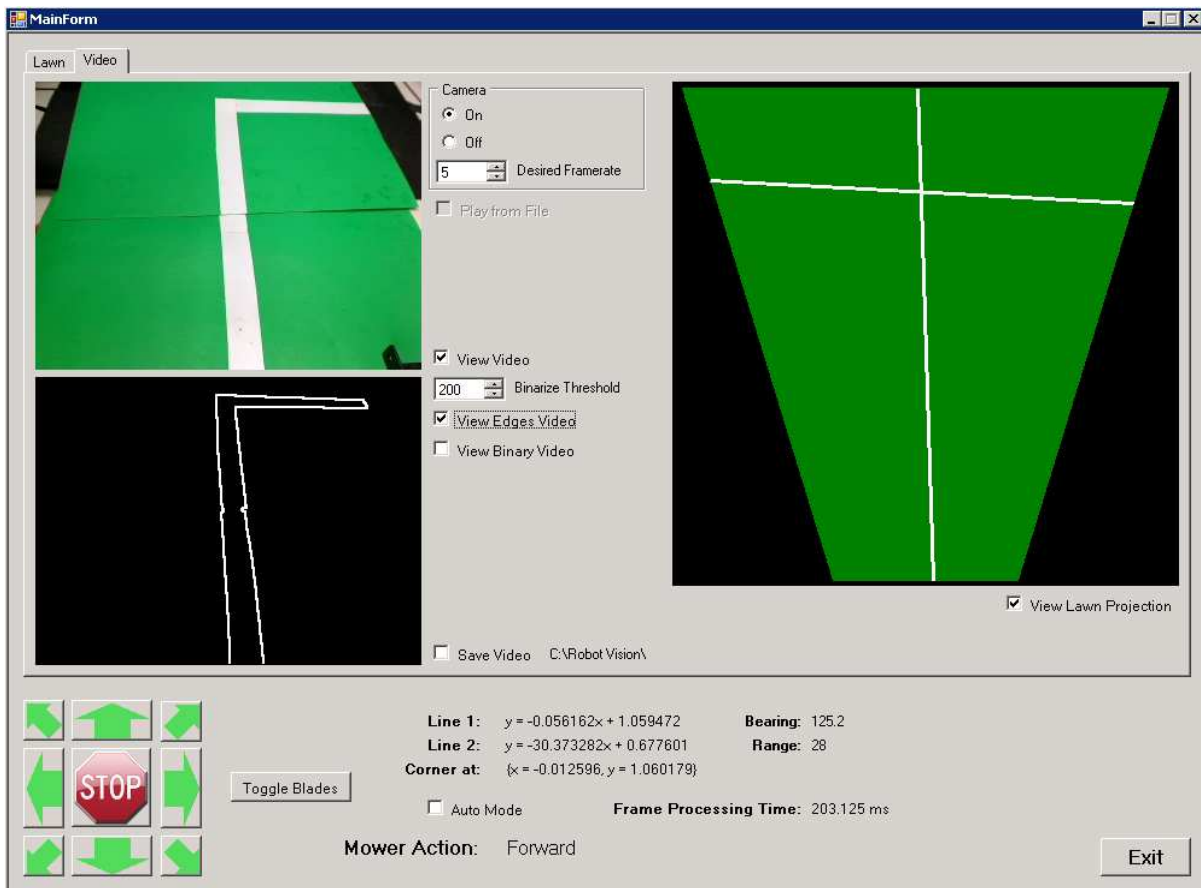 MainForm
Lawn Video
Camera
On
Off
5 Desired Framerate
Play from File
View Video
200 Binarize Threshold
View Edges Video
View Binary Video
View Lawn Projection
Save Video C:\Robot Vision\
Line 1: y = -0.056162x + 1.059472 Bearing: 125.2
Line 2: y = -30.373282x + 0.677601 Range: 28
Corner at: {x = -0.012596, y = 1.060179}
STOP
Toggle Blades
Auto Mode Frame Processing Time: 203.125 ms
Mower Action: Forward
Exit